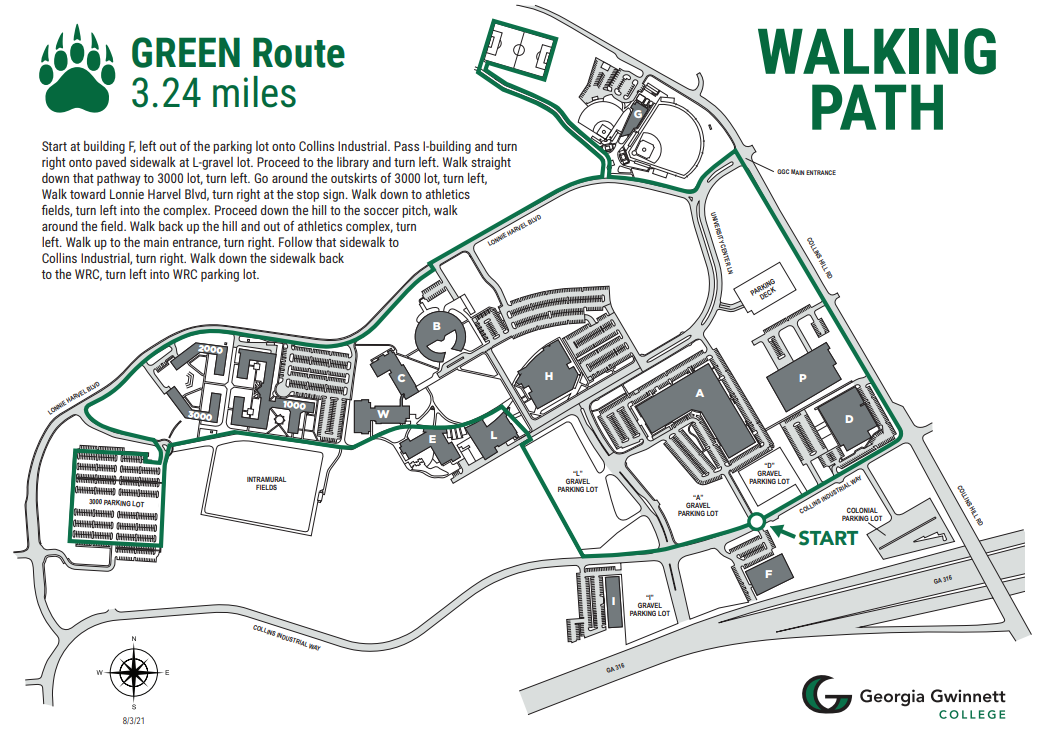 GREEN Route
3.24 miles
WALKING
PATH
Start at building F, left out of the parking lot onto Collins Industrial. Pass I-building and turn
right onto paved sidewalk at L-gravel lot. Proceed to the library and turn left. Walk straight
down that pathway to 3000 lot, turn left. Go around the outskirts of 3000 lot, turn left,
Walk toward Lonnie Harvel Blvd, turn right at the stop sign. Walk down to athletics
fields, turn left into the complex. Proceed down the hill to the soccer pitch, walk
around the field. Walk back up the hill and out of athletics complex, turn
left. Walk up to the main entrance, turn right. Follow that sidewalk to
Collins Industrial, turn right. Walk down the sidewalk back
to the WRC, turn left into WRC parking lot.
G
GGC MAIN ENTRANCE
LONNIE HARVEL BLVD
UNIVERSITY CENTER LN
COLLINS HILL RD
PARKING
DECK
B
2000
C
H
P
LONNIE HARVEL BLVD
1000
3000
W
A
D
E
L
INTRAMURAL
FIELDS
3000 PARKING LOT
"L"
GRAVEL
PARKING LOT
"D"
GRAVEL
PARKING LOT
"A"
GRAVEL
PARKING LOT
COLLINS INDUSTRIAL WAY
COLLINS HILL RD
COLONIAL
PARKING LOT
START
F
I
"I"
GRAVEL
PARKING LOT
GA 316
COLLINS INDUSTRIAL WAY
GA 316
N
W
E
S
8/3/21
Georgia Gwinnett
COLLEGE